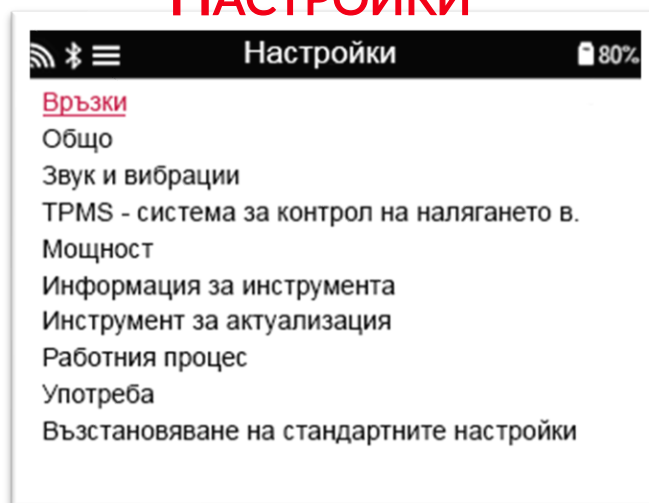 НАСТРОЙКИ
Настройки
80%
Връзки
Общо
Звук и вибрации
TPMS - система за контрол на налягането в.
Мощност
Информация за инструмента
Инструмент за актуализация
Работния процес
Употреба
Възстановяване на стандартните настройки